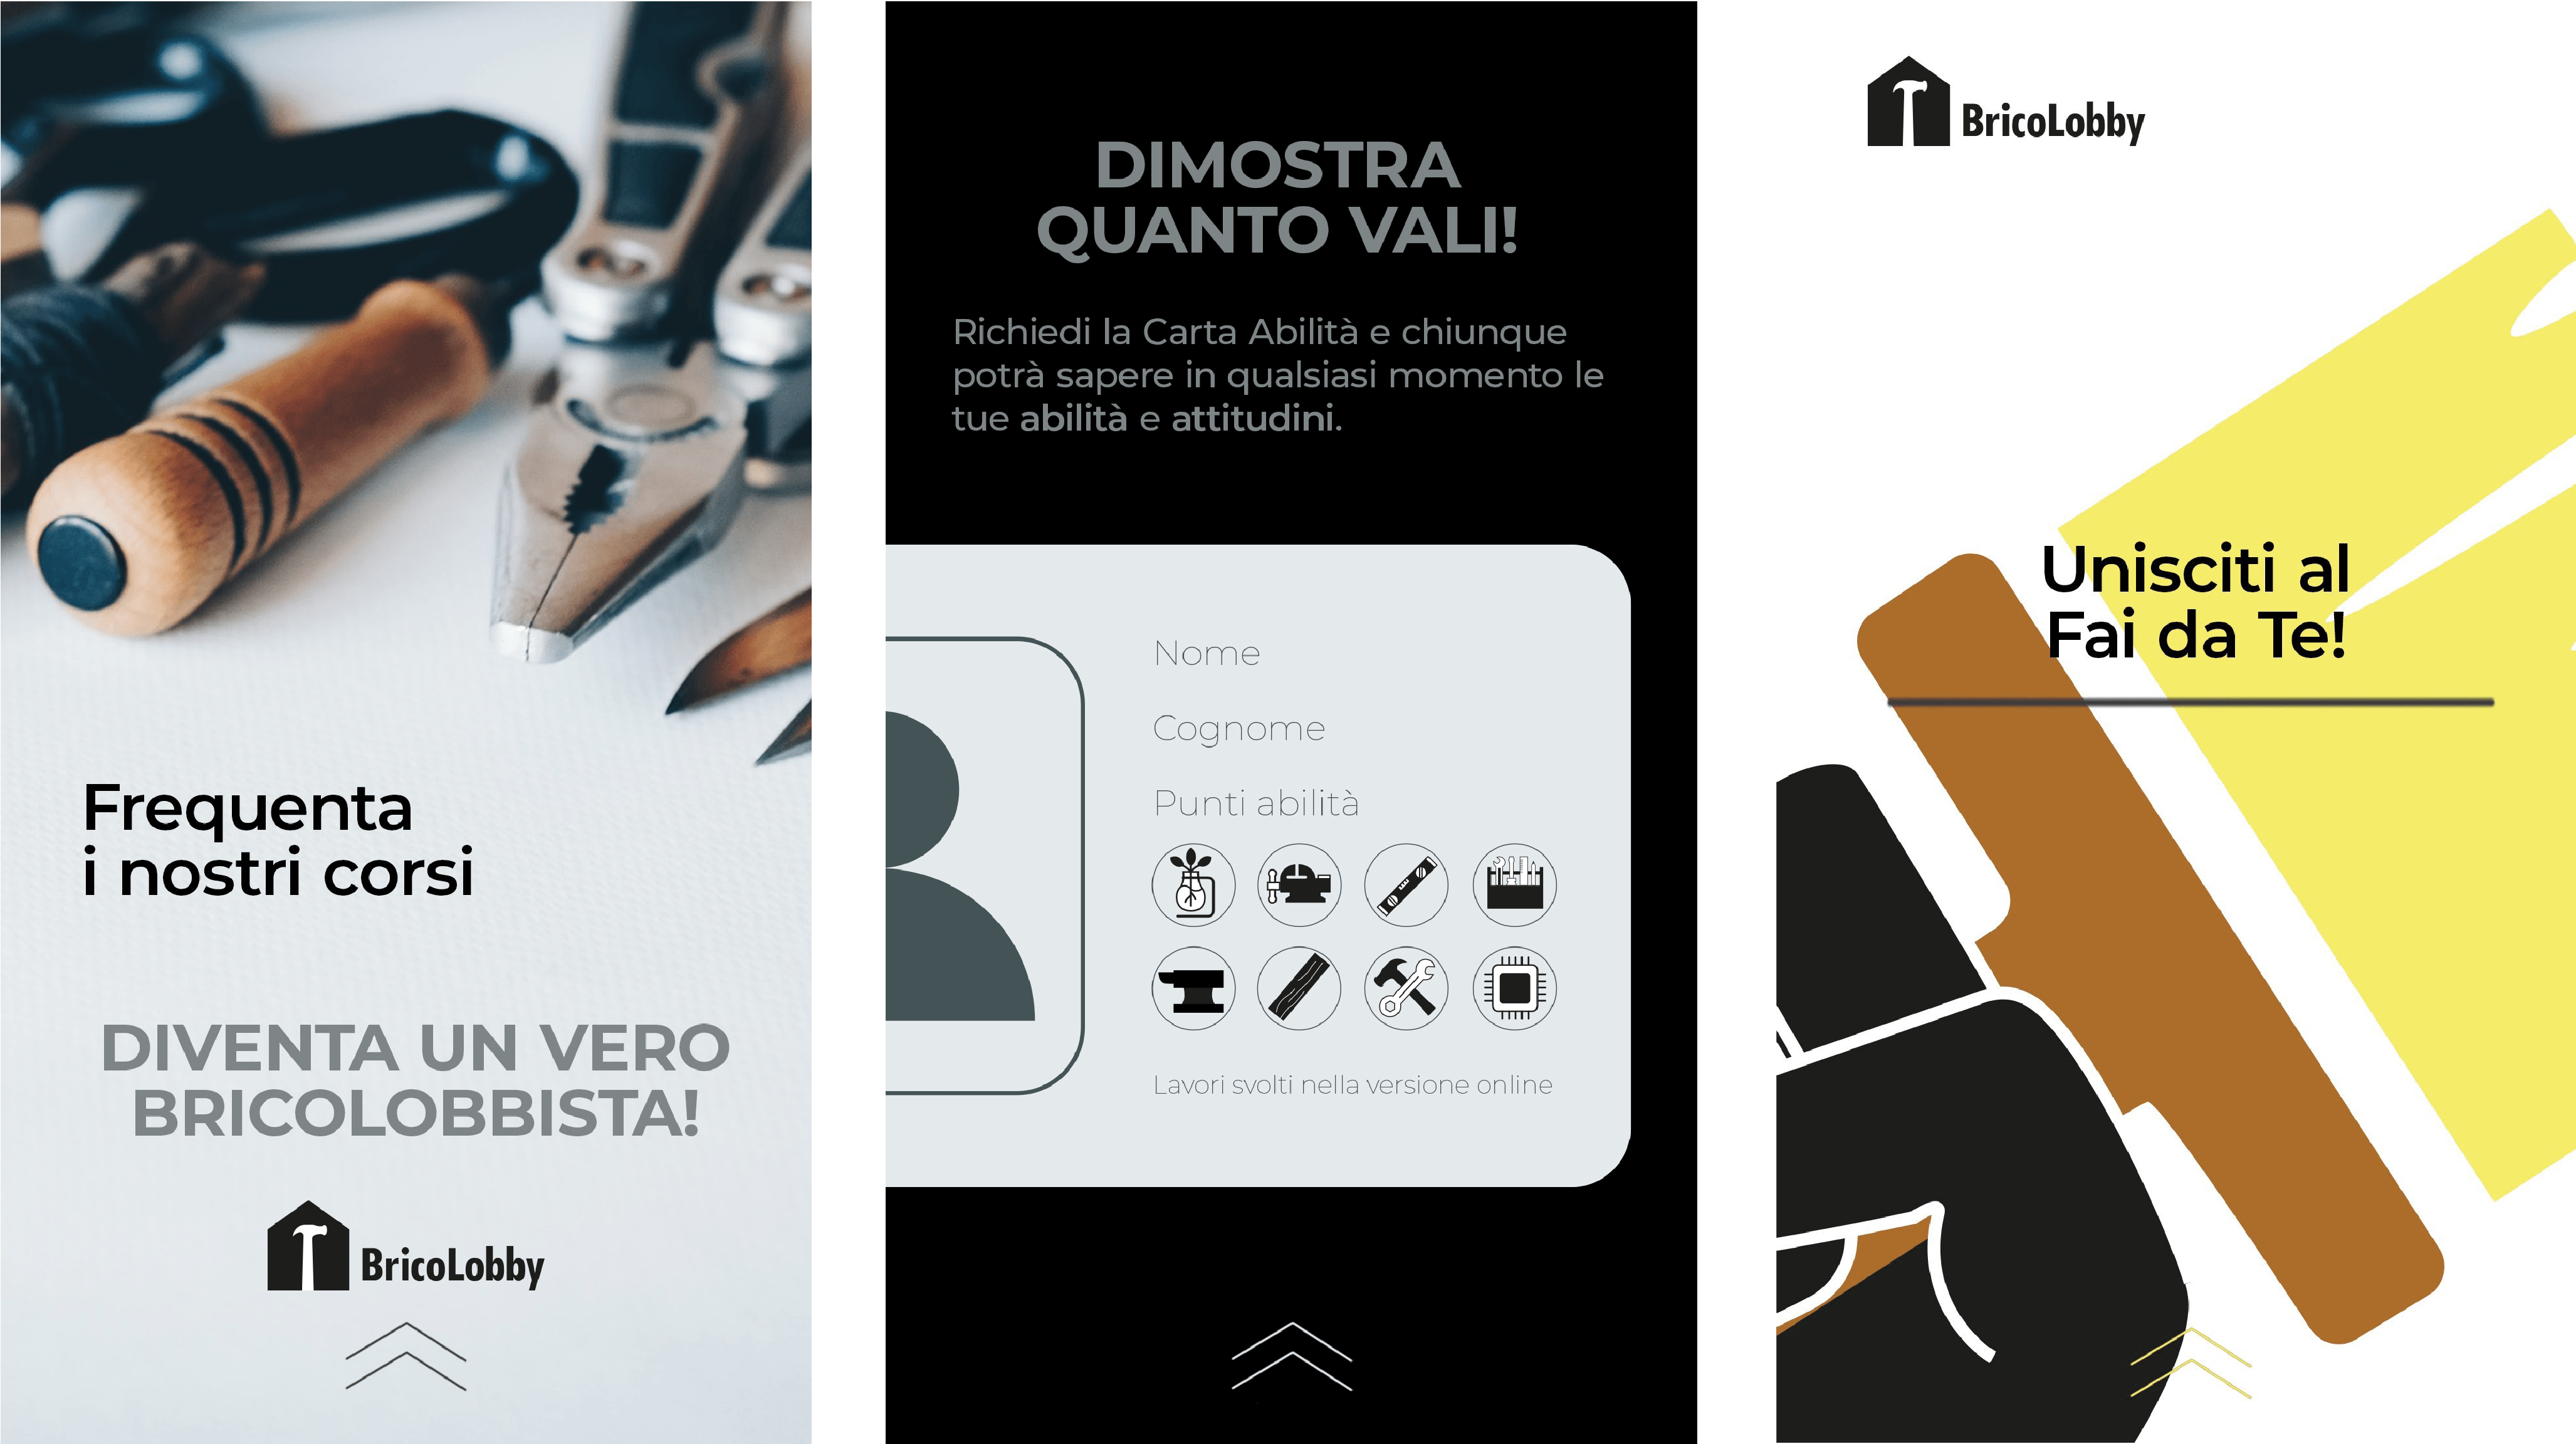 Frequenta
i nostri corsi
DIVENTA UN VERO
BRICOLOBBISTA!
BricoLobby
DIMOSTRA
QUANTO VALI!
Richiedi la Carta Abilità e chiunque
potrà sapere in qualsiasi momento le
tue abilità e attitudini.
Nome
Cognome
Punti abilità
Lavori svolti nella versione online
BricoLobby
Unisciti al
Fai da Te!